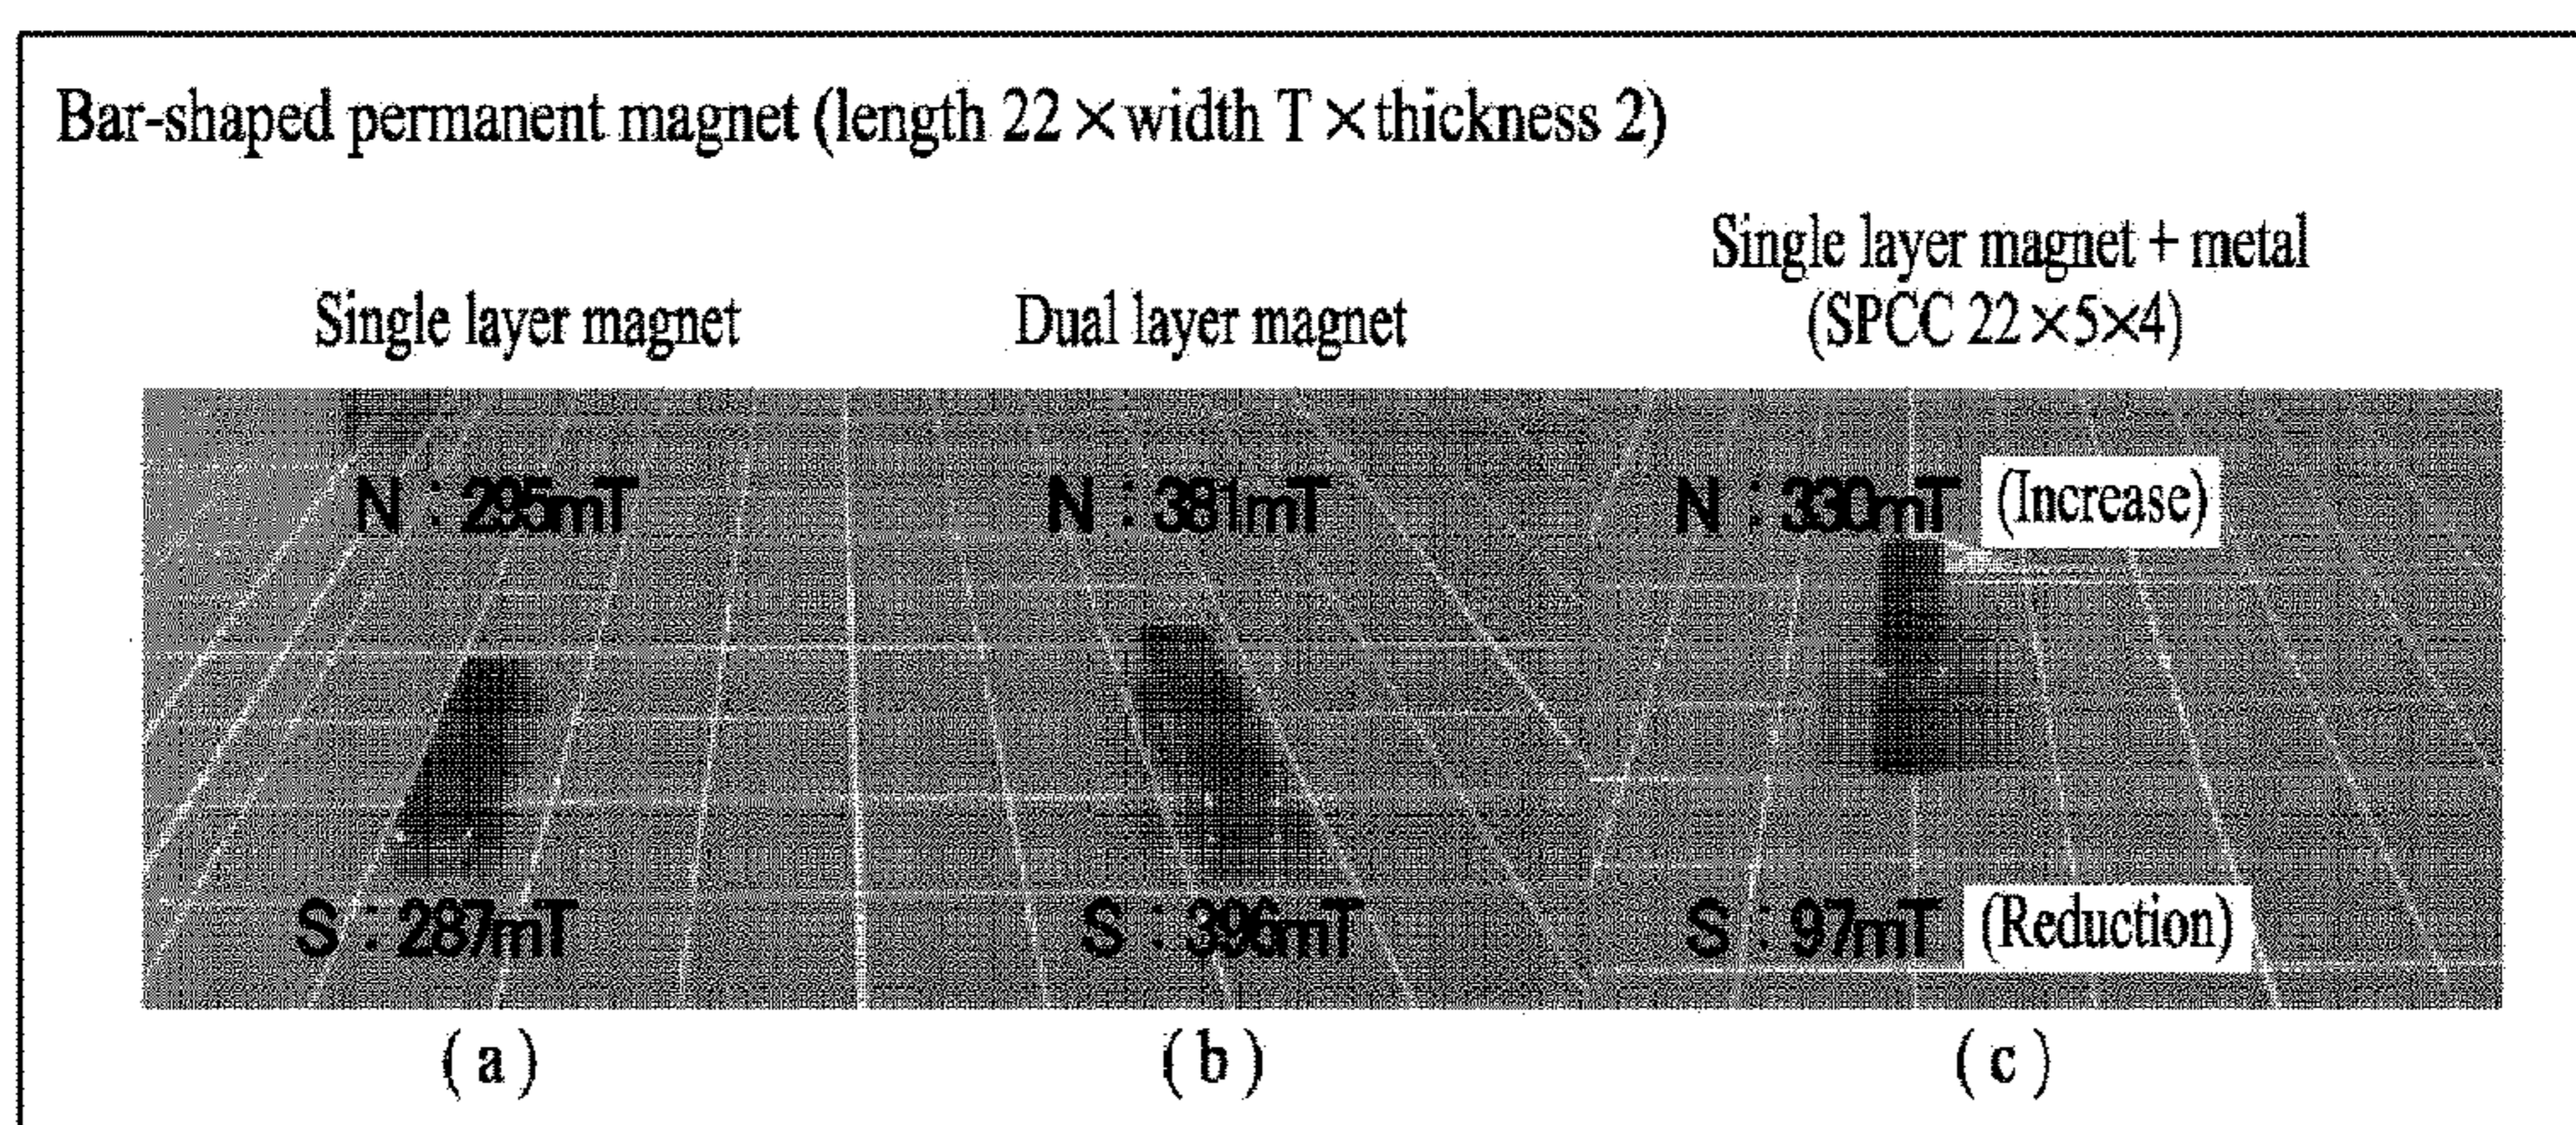 Bar-shaped permanent magnet (length 22 × width T × thickness 2)
Single layer magnet
Dual layer magnet
Single layer magnet + metal
(SPCC 22 × 5 × 4)
N : 295mT
N : 381mT
N : 330mT (Increase)
S : 287mT
S : 396mT
S : 97mT (Reduction)
( a )
( b )
( c )